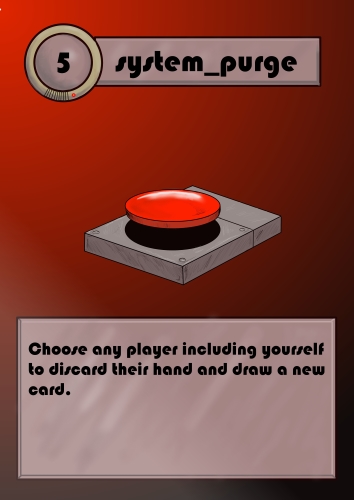 5
system_purge
Choose any player including yourself
to discard their hand and draw a new
card.